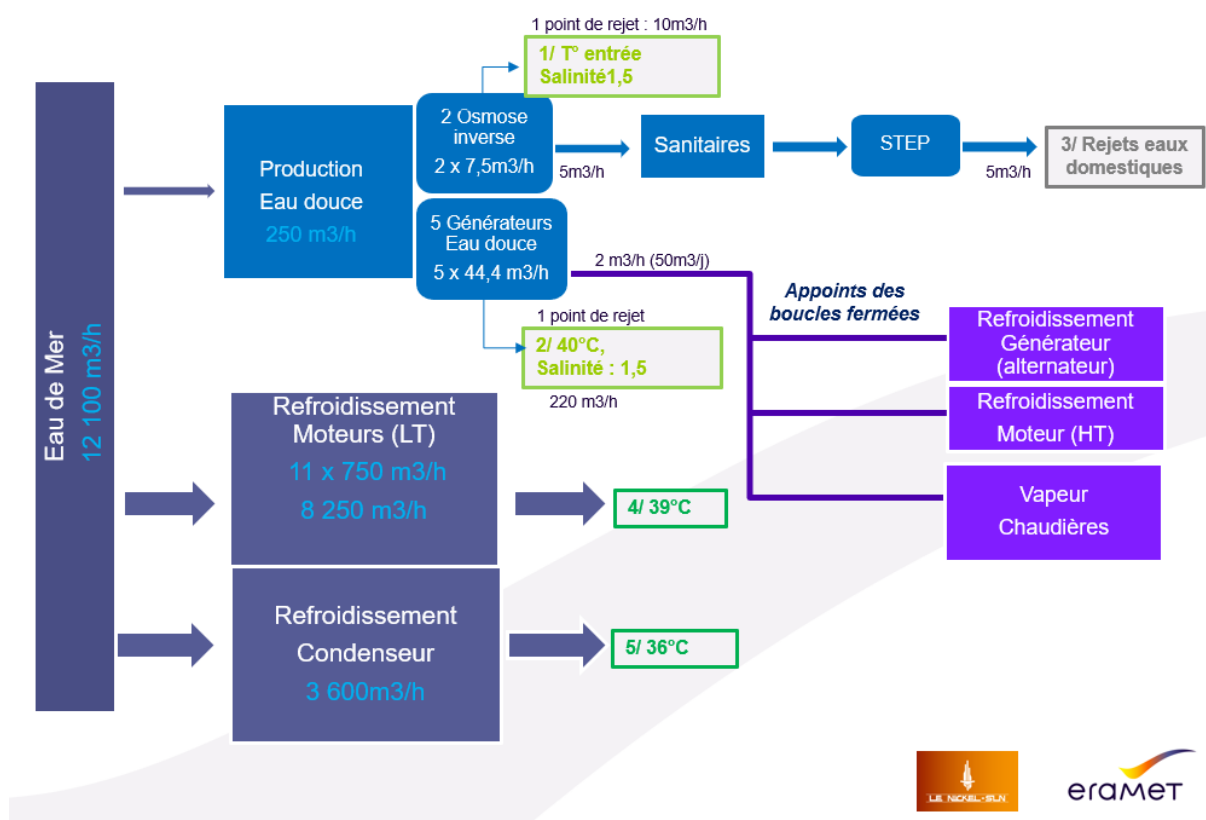 1 point de rejet : 10m3/h
1/ T° entrée
Salinité1,5
Eau de Mer
12 100 m3/h
Production
Eau douce
250 m3/h
2 Osmose
inverse
2 x 7,5m3/h
5m3/h
Sanitaires
STEP
5m3/h
3/ Rejets eaux
domestiques
5 Générateurs
Eau douce
5 x 44,4 m3/h
2 m3/h (50m3/j)
Appoints des
boucles fermées
1 point de rejet
2/ 40°C,
Salinité : 1,5
220 m3/h
Refroidissement
Générateur
(alternateur)
Refroidissement
Moteur (HT)
Vapeur
Chaudières
Refroidissement
Moteurs (LT)
11 x 750 m3/h
8 250 m3/h
4/ 39°C
Refroidissement
Condenseur
3 600m3/h
5/ 36°C
LE NICKEL-SLN
eramet